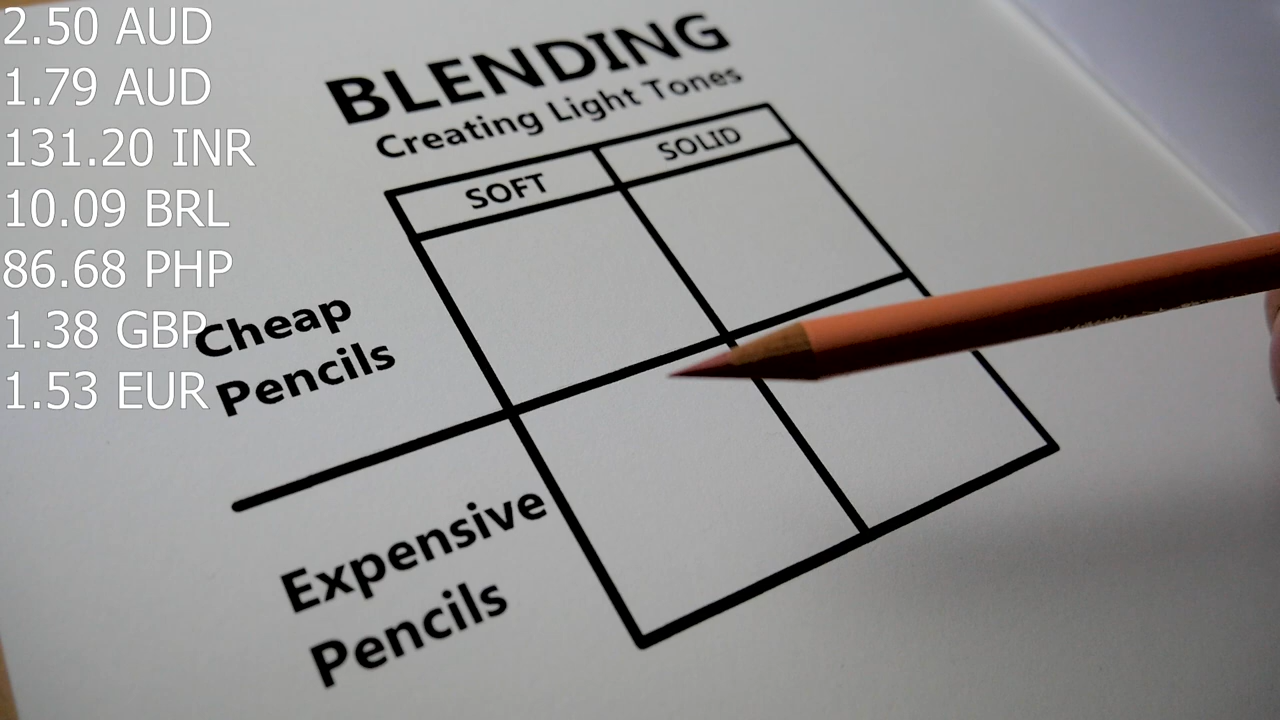 2.50 AUD
1.79 AUD
131.20 INR
10.09 BRL
86.68 PHP
1.38 GBP
1.53 EUR
BLENDING
Creating Light Tones
SOFT SOLID
Cheap
Pencils
Expensive
Pencils